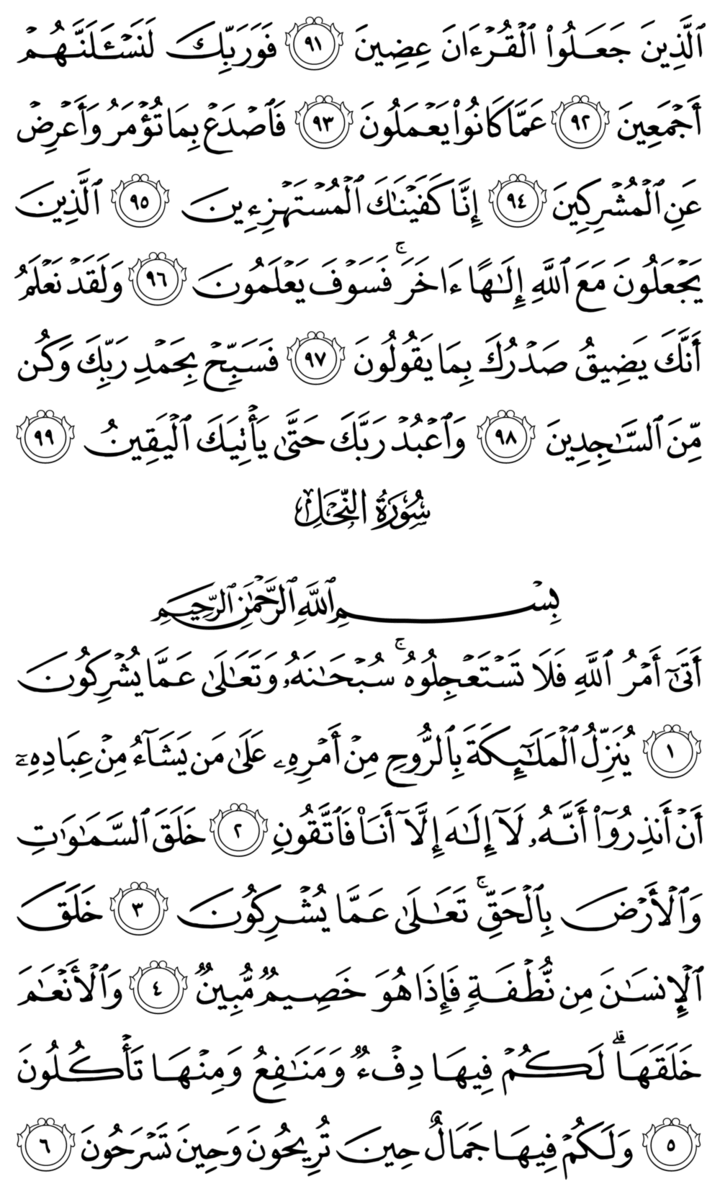 ٱلَّذِينَ جَعَلُوا۟ ٱلْقُرْءَانَ عِضِينَ ٩١ فَوَرَبِّكَ لَنَسْـَٔلَنَّهُمْ
أَجْمَعِينَ ٩٢ عَمَّا كَانُوا۟ يَعْمَلُونَ ٩٣ فَٱصْدَعْ بِمَا تُؤْمَرُ وَأَعْرِضْ
عَنِ ٱلْمُشْرِكِينَ ٩٤ إِنَّا كَفَيْنَـٰكَ ٱلْمُسْتَهْزِءِينَ ٩٥ ٱلَّذِينَ
يَجْعَلُونَ مَعَ ٱللَّهِ إِلَـٰهًا ءَاخَرَ ۚ فَسَوْفَ يَعْلَمُونَ ٩٦ وَلَقَدْ نَعْلَمُ
أَنَّكَ يَضِيقُ صَدْرُكَ بِمَا يَقُولُونَ ٩٧ فَسَبِّحْ بِحَمْدِ رَبِّكَ وَكُن
مِّنَ ٱلسَّـٰجِدِينَ ٩٨ وَٱعْبُدْ رَبَّكَ حَتَّىٰ يَأْتِيَكَ ٱلْيَقِينُ ٩٩
سُورَةُ النَّحْلِ
بِسْمِ ٱللَّهِ ٱلرَّحْمَـٰنِ ٱلرَّحِيمِ
أَتَىٰٓ أَمْرُ ٱللَّهِ فَلَا تَسْتَعْجِلُوهُ ۚ سُبْحَـٰنَهُۥ وَتَعَـٰلَىٰ عَمَّا يُشْرِكُونَ
١ يُنَزِّلُ ٱلْمَلَـٰٓئِكَةَ بِٱلرُّوحِ مِنْ أَمْرِهِۦ عَلَىٰ مَن يَشَآءُ مِنْ عِبَادِهِۦٓ
أَنْ أَنذِرُوٓا۟ أَنَّهُۥ لَآ إِلَـٰهَ إِلَّآ أَنَا۠ فَٱتَّقُونِ ٢ خَلَقَ ٱلسَّمَـٰوَٰتِ
وَٱلْأَرْضَ بِٱلْحَقِّ ۚ تَعَـٰلَىٰ عَمَّا يُشْرِكُونَ ٣ خَلَقَ
ٱلْإِنسَـٰنَ مِن نُّطْفَةٍ فَإِذَا هُوَ خَصِيمٌ مُّبِينٌ ٤ وَٱلْأَنْعَـٰمَ
خَلَقَهَا ۗ لَكُمْ فِيهَا دِفْءٌ وَمَنَـٰفِعُ وَمِنْهَا تَأْكُلُونَ
٥ وَلَكُمْ فِيهَا جَمَالٌ حِينَ تُرِيحُونَ وَحِينَ تَسْرَحُونَ ٦